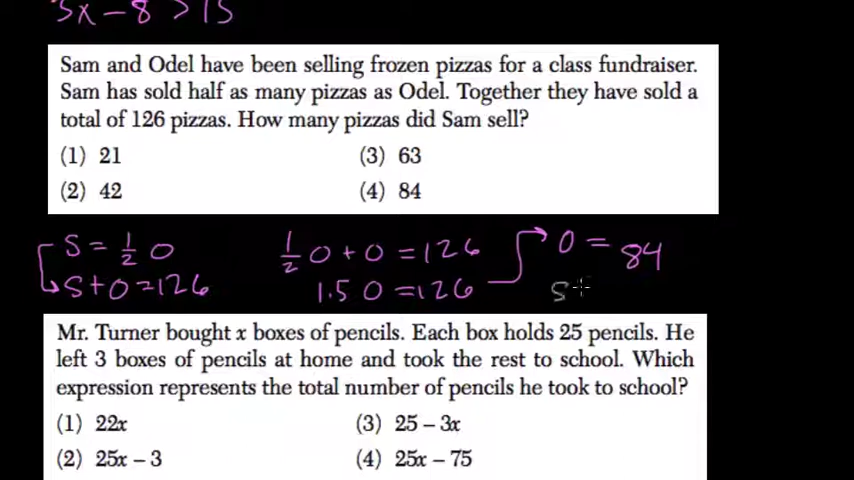 5x - 8 > 15
Sam and Odel have been selling frozen pizzas for a class fundraiser.
Sam has sold half as many pizzas as Odel. Together they have sold a
total of 126 pizzas. How many pizzas did Sam sell?
(1) 21 (3) 63
(2) 42 (4) 84
S = 1/2 O 1/2 O + O = 126 O = 84
S + O = 126 1.5 O = 126 S
Mr. Turner bought x boxes of pencils. Each box holds 25 pencils. He
left 3 boxes of pencils at home and took the rest to school. Which
expression represents the total number of pencils he took to school?
(1) 22x (3) 25 – 3x
(2) 25x – 3 (4) 25x – 75